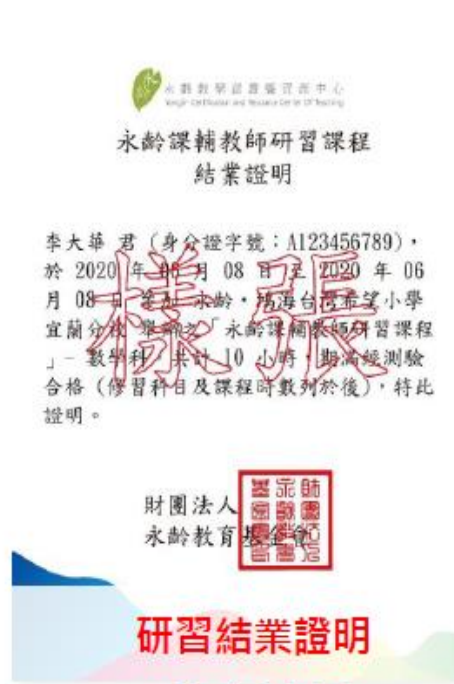 永齡教學認證暨資源中心
永齡課輔教師研習課程
結業證明
李大華 君（身分證字號：A123456789），
於 2020 年 06 月 08 日至 2020 年 06
月 08 日 參加 永齡・鴻海台灣希望小學
宜蘭分校 舉辦之「永齡課輔教師研習課程
」- 數學科，共計 10 小時，期滿經測驗
合格（修習科目及課程時數列於後），特此
證明。
樣張
財團法人
永齡教育基金會
研習結業證明